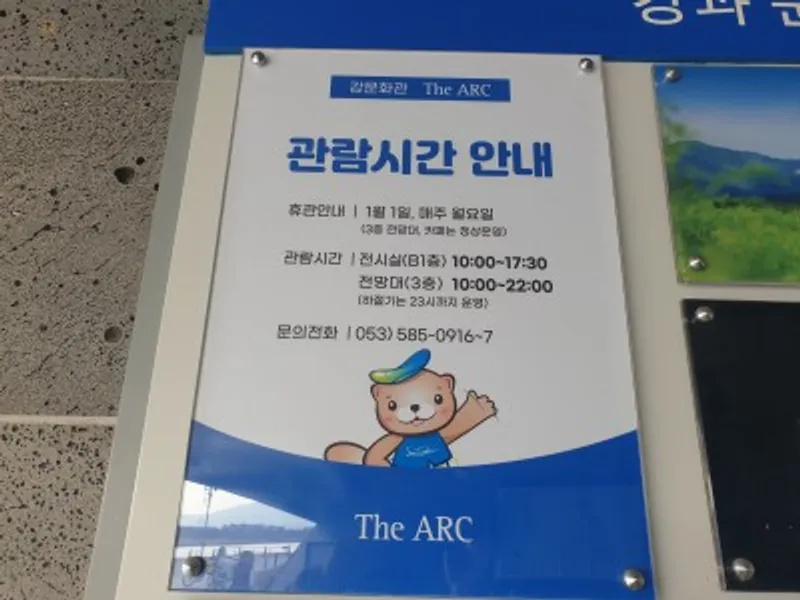 강문화관 The ARC
관람시간 안내
휴관안내 | 1월 1일, 매주 월요일
(3층 전망대, 카페는 정상운영)
관람시간 | 전시실(B1층) 10:00~17:30
전망대(3층) 10:00~22:00
(하절기는 23시까지 운영)
문의전화 | 053) 585-0916~7
The ARC